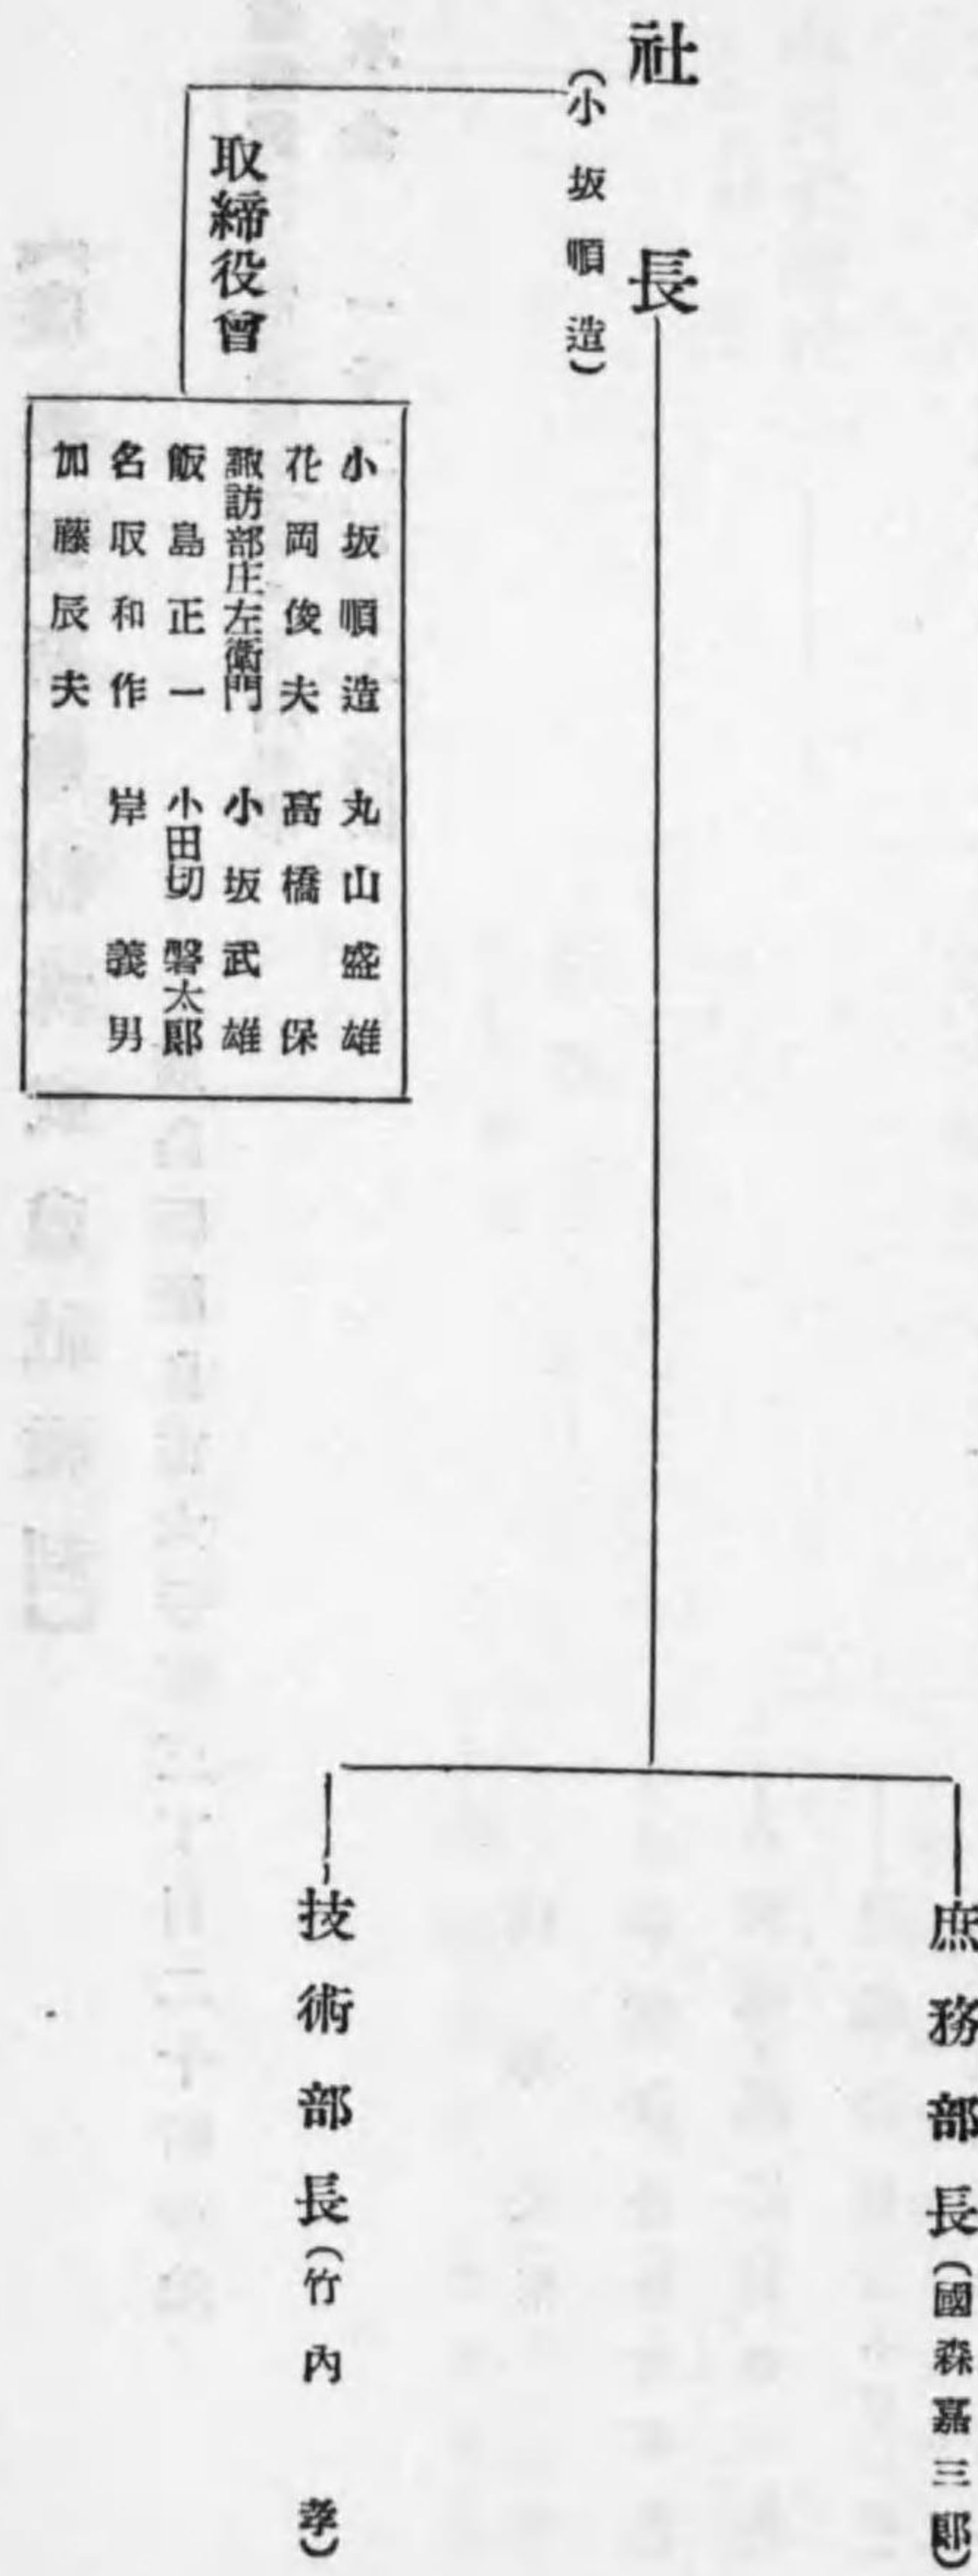 庶務部長(國森嘉三郎)
社長
(小坂順造)
技術部長(竹内 孝)
取締役會
小坂順造 丸山盛雄
花岡俊夫 高橋 保
諏訪部庄左衛門 小坂武雄
飯島正一 小田切磐太郎
名取和作 岸 義男
加藤辰夫